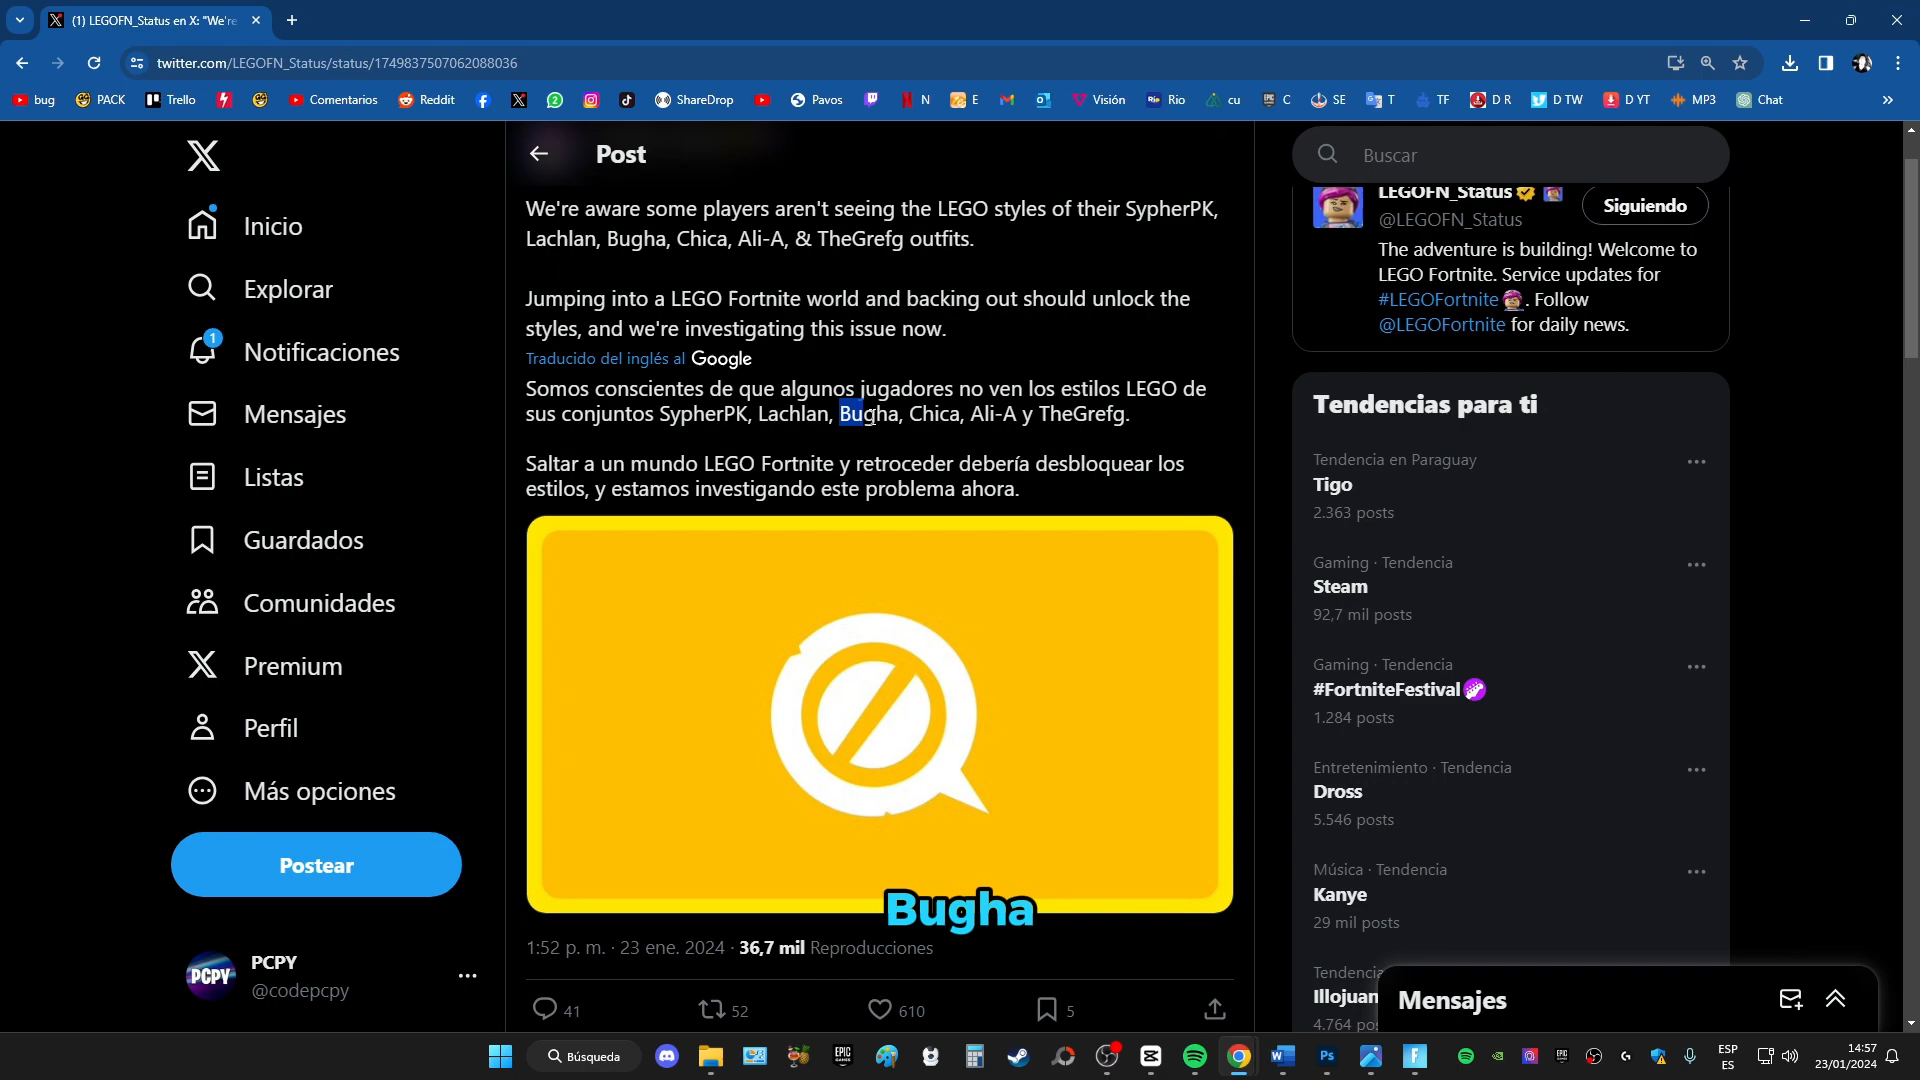 (1) LEGOFN_Status en X: "We're
twitter.com/LEGOFN_Status/status/1749837507062088036
bug
PACK
Trello
Comentarios
Reddit
ShareDrop
Pavos
N
E
Visión
Rio
cu
C
SE
T
TF
D R
D TW
D YT
MP3
Chat
Inicio
Explorar
1
Notificaciones
Mensajes
Listas
Guardados
Comunidades
Premium
Perfil
Más opciones
Postear
PCPY
PCPY
@codepcpy
Post
We're aware some players aren't seeing the LEGO styles of their SypherPK,
Lachlan, Bugha, Chica, Ali-A, & TheGrefg outfits.
Jumping into a LEGO Fortnite world and backing out should unlock the
styles, and we're investigating this issue now.
Traducido del inglés al Google
Somos conscientes de que algunos jugadores no ven los estilos LEGO de
sus conjuntos SypherPK, Lachlan, Bugha, Chica, Ali-A y TheGrefg.
Saltar a un mundo LEGO Fortnite y retroceder debería desbloquear los
estilos, y estamos investigando este problema ahora.
Bugha
1:52 p. m. · 23 ene. 2024 · 36,7 mil Reproducciones
41
52
610
5
Buscar
LEGOFN_Status
@LEGOFN_Status
Siguiendo
The adventure is building! Welcome to
LEGO Fortnite. Service updates for
#LEGOFortnite. Follow
@LEGOFortnite for daily news.
Tendencias para ti
Tendencia en Paraguay
Tigo
2.363 posts
Gaming · Tendencia
Steam
92,7 mil posts
Gaming · Tendencia
#FortniteFestival
1.284 posts
Entretenimiento · Tendencia
Dross
5.546 posts
Música · Tendencia
Kanye
29 mil posts
Tendencia
Illojuan
4.764 pos
Mensajes
Búsqueda
EPIC
GAMES
Ps
ESP
ES
14:57
23/01/2024